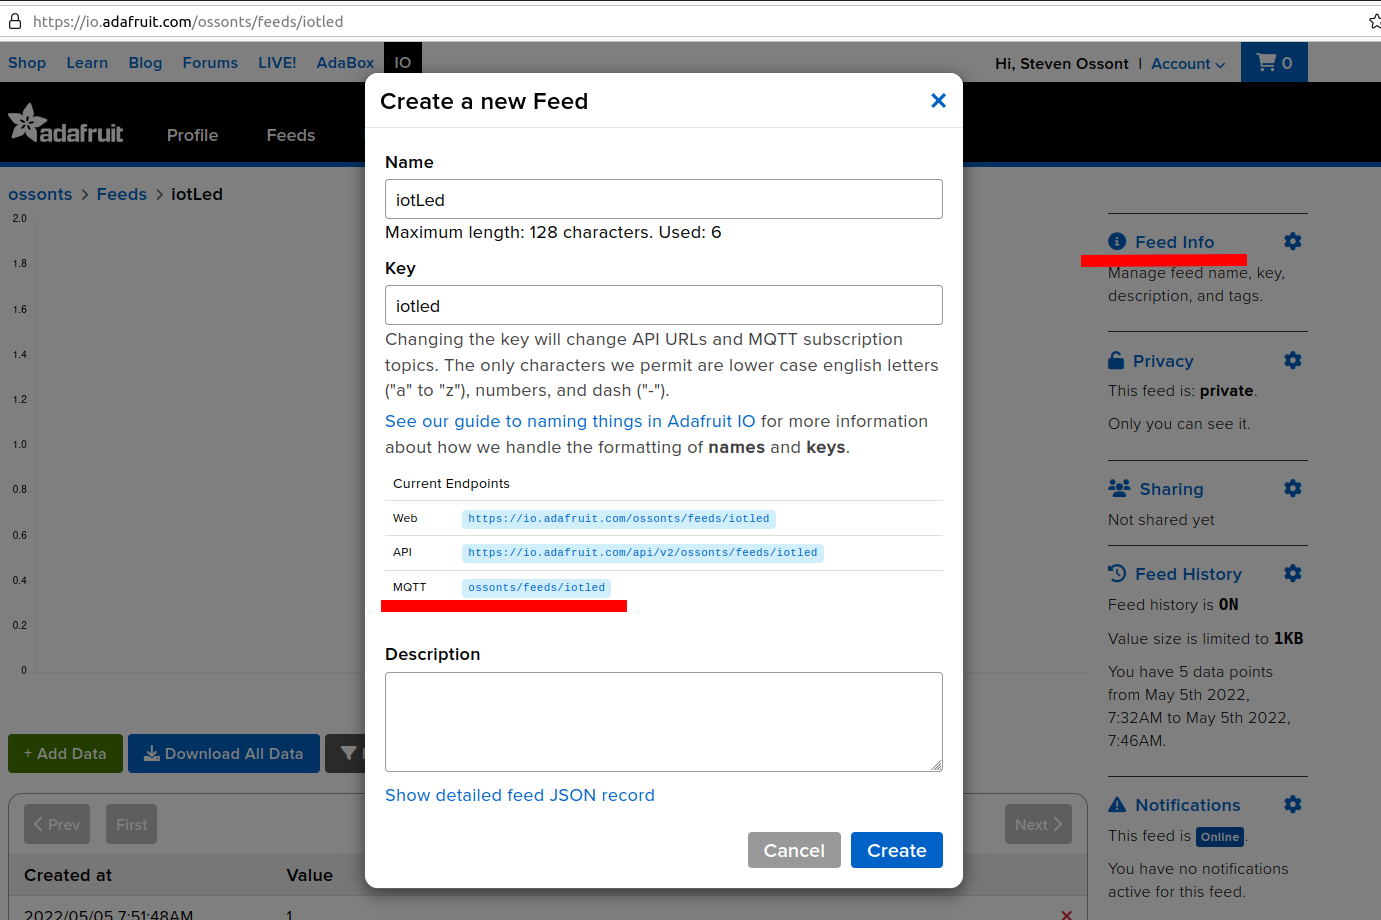 https://io.adafruit.com/ossonts/feeds/iotled
Shop Learn Blog Forums LIVE! AdaBox IO
Hi, Steven Ossont | Account 0
adafruit Profile Feeds
ossonts > Feeds > iotLed
2.0
1.8
1.6
1.4
1.2
1.0
0.8
0.6
0.4
0.2
0
+ Add Data Download All Data
Prev First Next
Created at Value
2022/05/05 7:51:48AM 1
Create a new Feed
Name
iotLed
Maximum length: 128 characters. Used: 6
Key
iotled
Changing the key will change API URLs and MQTT subscription
topics. The only characters we permit are lower case english letters
("a" to "z"), numbers, and dash ("-").
See our guide to naming things in Adafruit IO for more information
about how we handle the formatting of names and keys.
Current Endpoints
Web https://io.adafruit.com/ossonts/feeds/iotled
API https://io.adafruit.com/api/v2/ossonts/feeds/iotled
MQTT ossonts/feeds/iotled
Description
Show detailed feed JSON record
Cancel Create
Feed Info
Manage feed name, key,
description, and tags.
Privacy
This feed is: private.
Only you can see it.
Sharing
Not shared yet
Feed History
Feed history is ON
Value size is limited to 1KB
You have 5 data points
from May 5th 2022,
7:32AM to May 5th 2022,
7:46AM.
Notifications
This feed is Online.
You have no notifications
active for this feed.